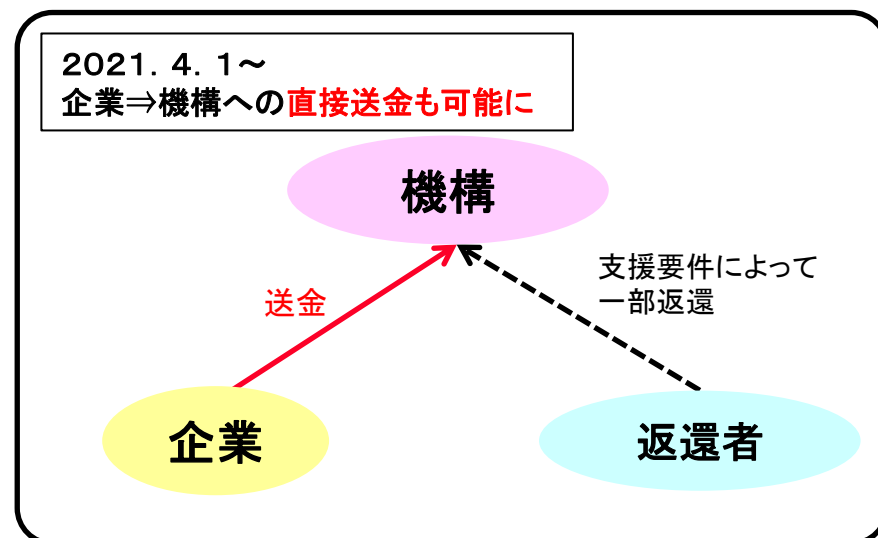 ２０２１．４．１～
企業⇒機構への直接送金も可能に
機構
支援要件によって
一部返還
送金
企業
返還者